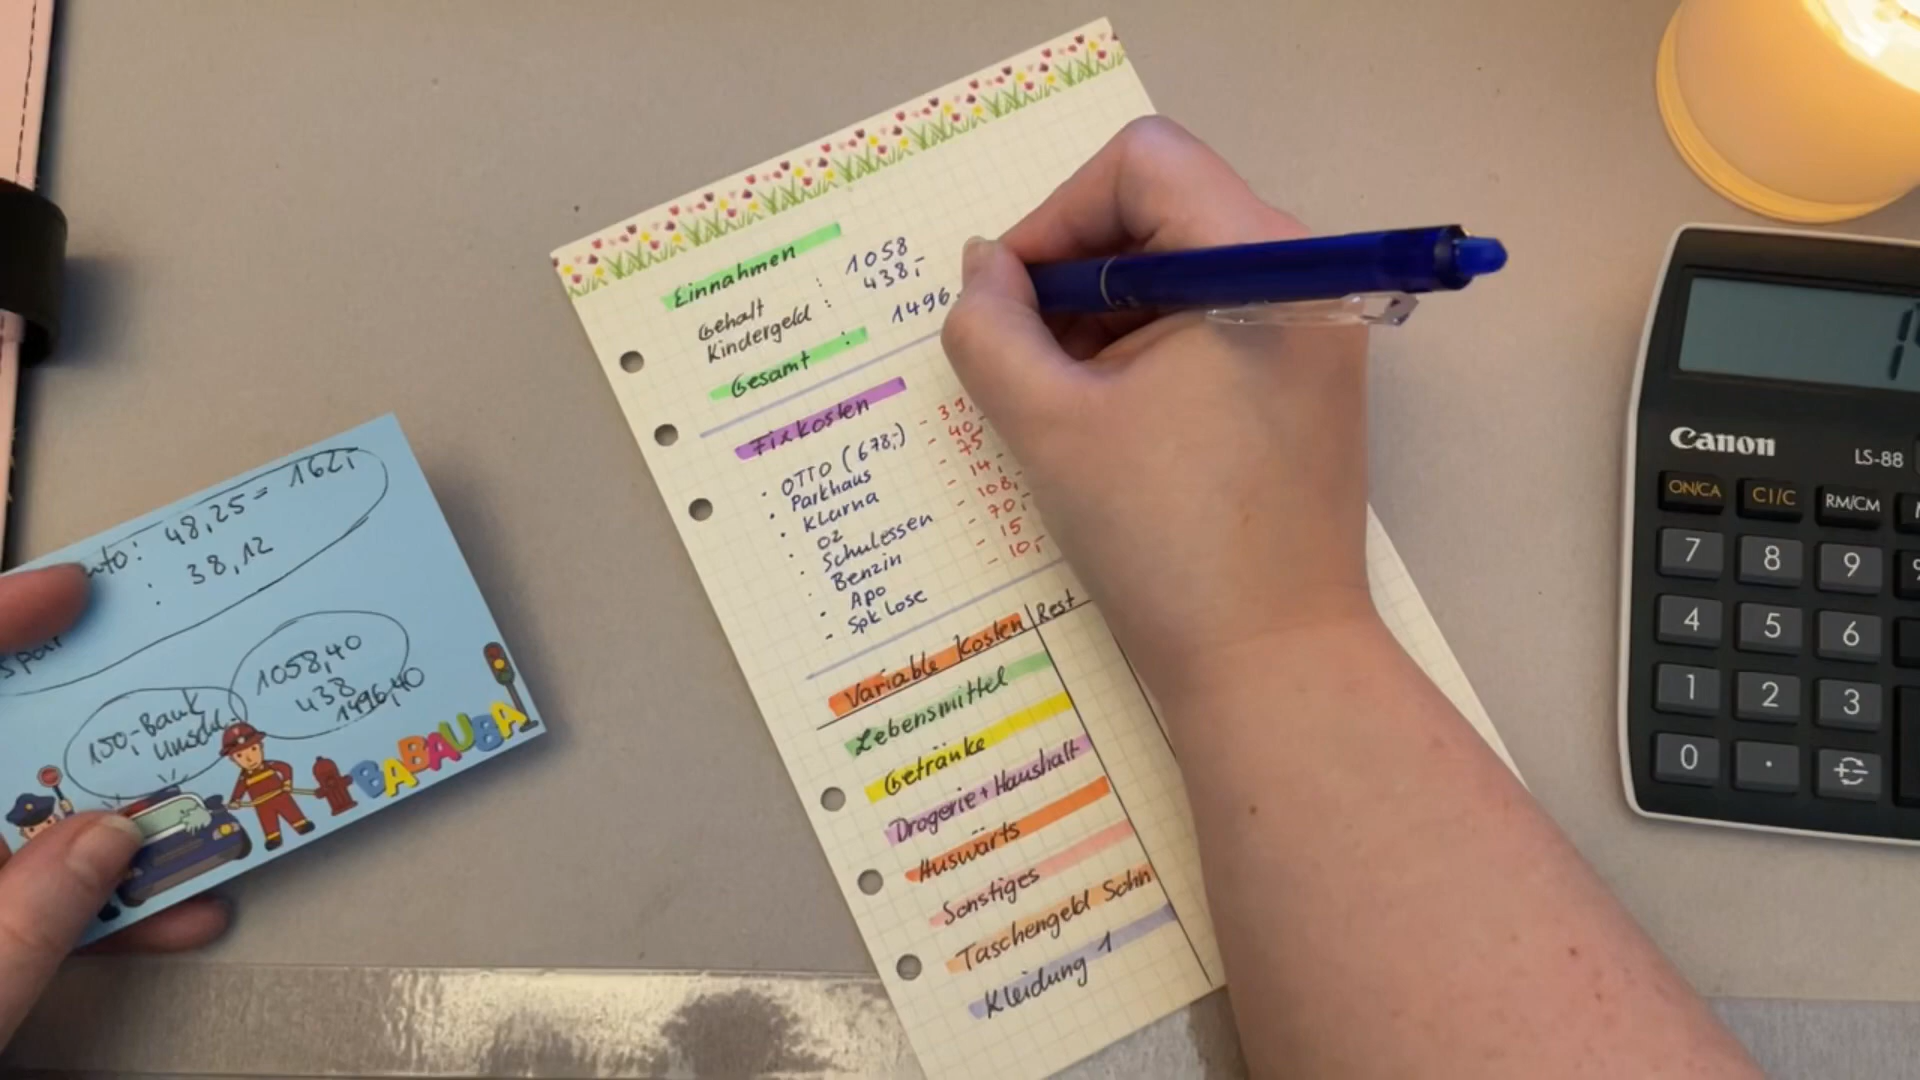 Einnahmen
Gehalt : 1058
Kindergeld : 438,-
Gesamt : 1496
Fixkosten
• OTTO (678,-) - 39,
• Parkhaus - 40,-
• Klarna - 75
• O2 - 14,-
• Schulessen - 108,-
• Benzin - 70,-
• Apo - 15
• Spk Lose - 10,-
Variable Kosten Rest
Lebensmittel
Getränke
Drogerie + Haushalt
Auswärts
Sonstiges
Taschengeld Sohn
Kleidung 1
48,25 = 162,-
: 38,12
1058,40
438
1496,40
150,- Bank
BABAUBA
Canon
LS-88
ON/CA CI/C RM/CM
7 8 9
4 5 6
1 2 3
0 .